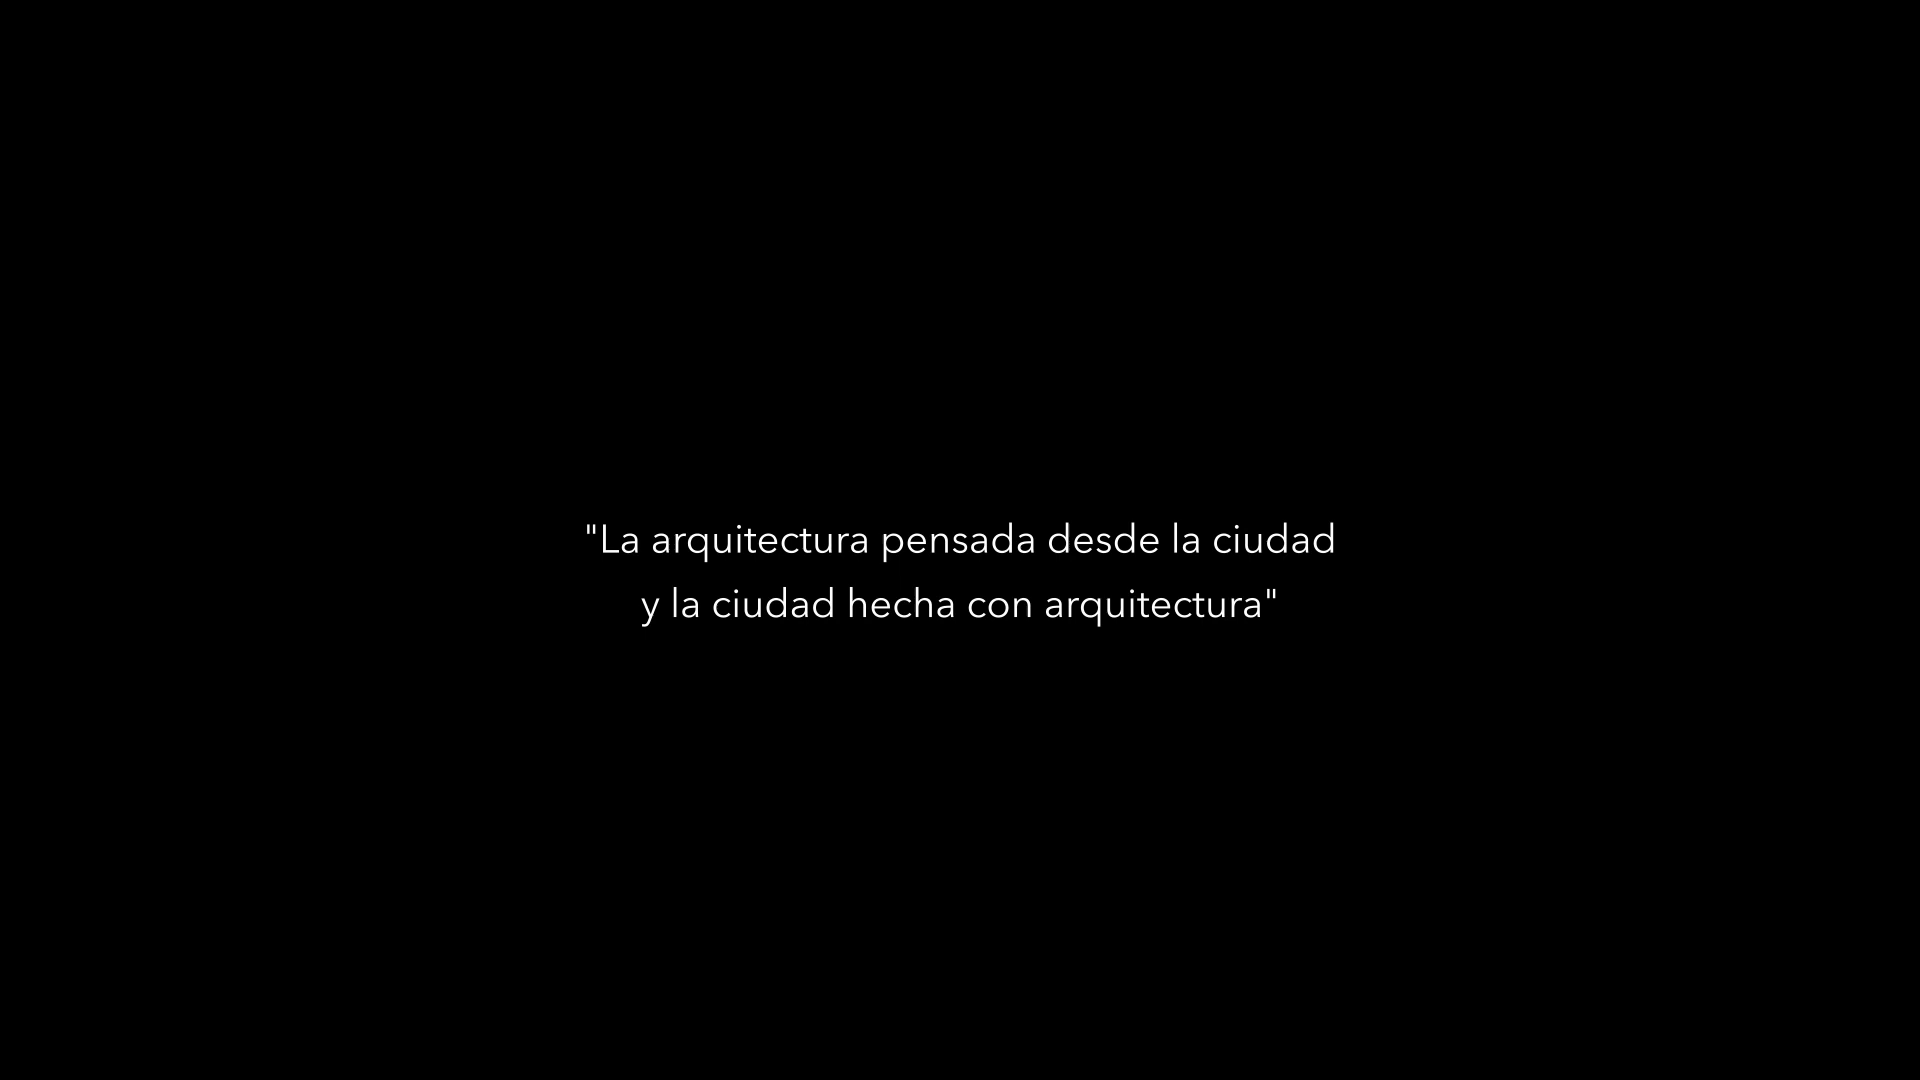 "La arquitectura pensada desde la ciudad
y la ciudad hecha con arquitectura"